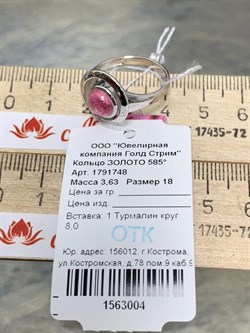 17435-72
ООО "Ювелирная
компания Голд Стрим"
Кольцо ЗОЛОТО 585°
Арт. 1791748
Масса 3,63 Размер 18
Цена за гр.
Цена изд.
Вставка: 1 Турмалин круг
8,0
ОТК
Юр. адрес: 156012, г.Кострома,
ул.Костромская, д.78 пом.9 каб.9
1563004
17435